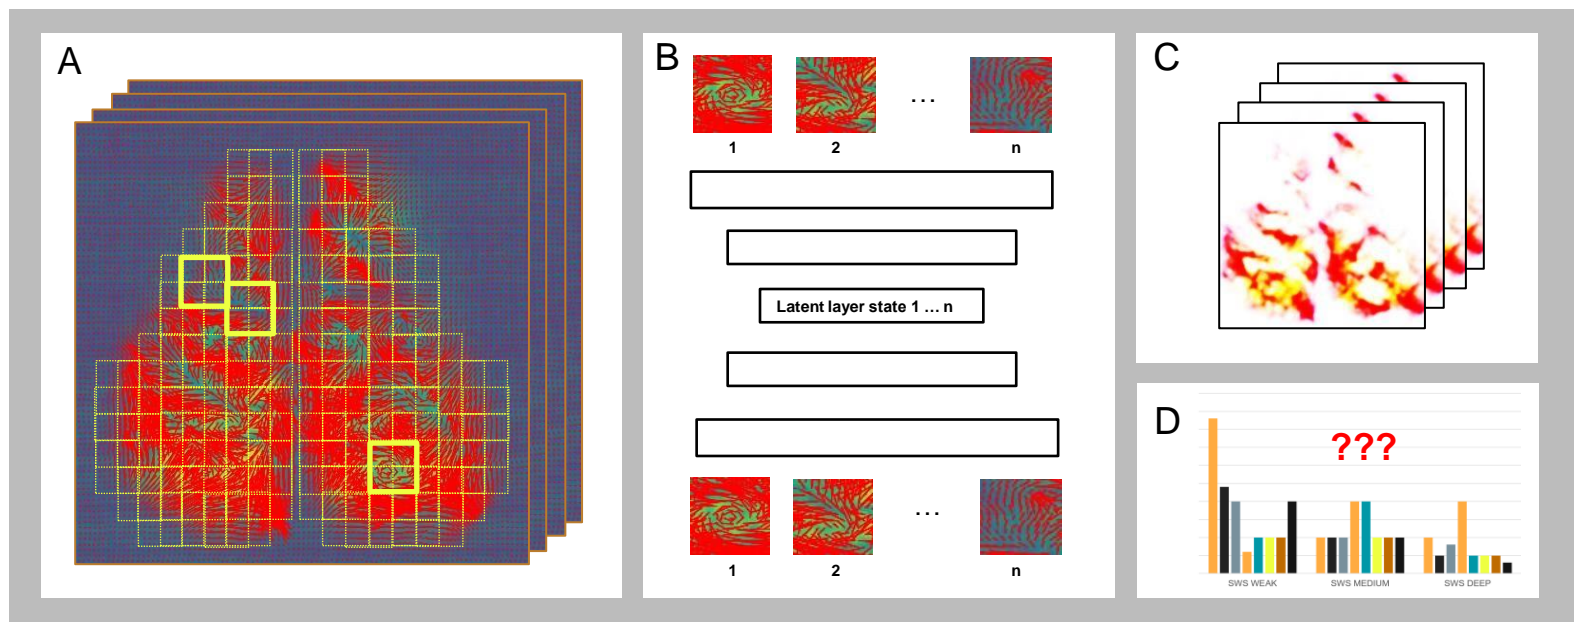 A
B
1 2 ... n
Latent layer state 1 ... n
...
1 2 n
C
D
???
SWS WEAK SWS MEDIUM SWS DEEP